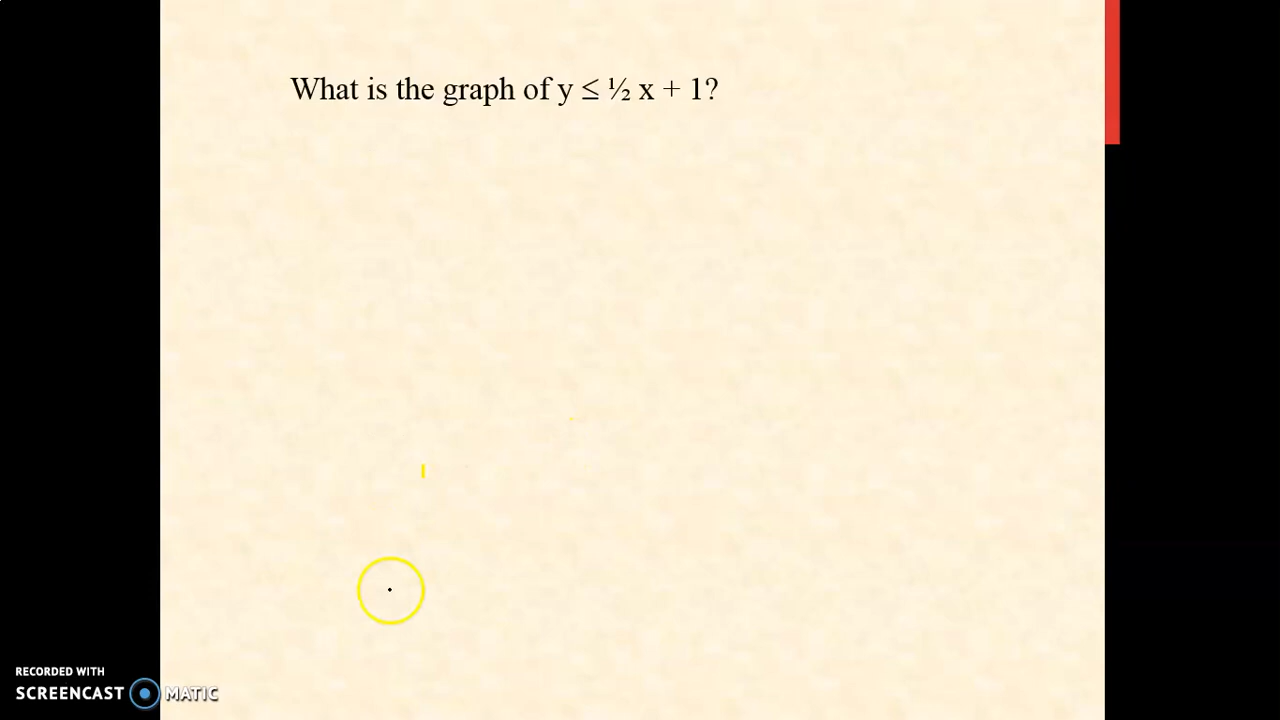 What is the graph of y ≤ ½ x + 1?
RECORDED WITH
SCREENCAST MATIC